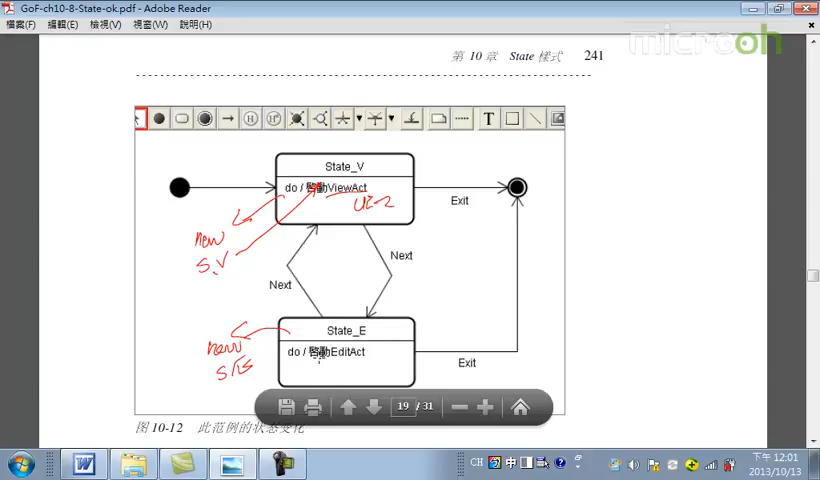 GoF-ch10-8-State-ok.pdf - Adobe Reader
檔案(F) 編輯(E) 檢視(V) 視窗(W) 說明(H)
microoh
第 10 章 State 樣式 241
H H* T
State_V
do / 啓動ViewAct
UI-2
Exit
new
S.V
Next
Next
State_E
new
do / 啓動EditAct
Exit
19 / 31
图 10-12 此范例的状态变化
CH 中
下午 12:01
2013/10/13